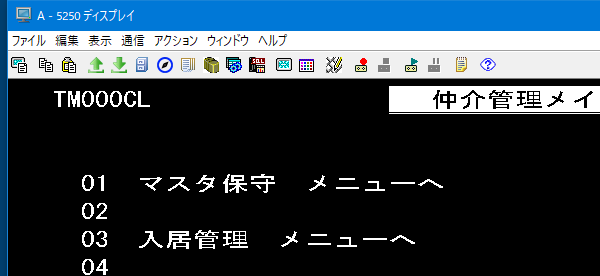 A - 5250 ディスプレイ
ファイル 編集 表示 通信 アクション ウィンドウ ヘルプ
TM000CL 仲介管理メイ
01 マスタ保守 メニューへ
02
03 入居管理 メニューへ
04